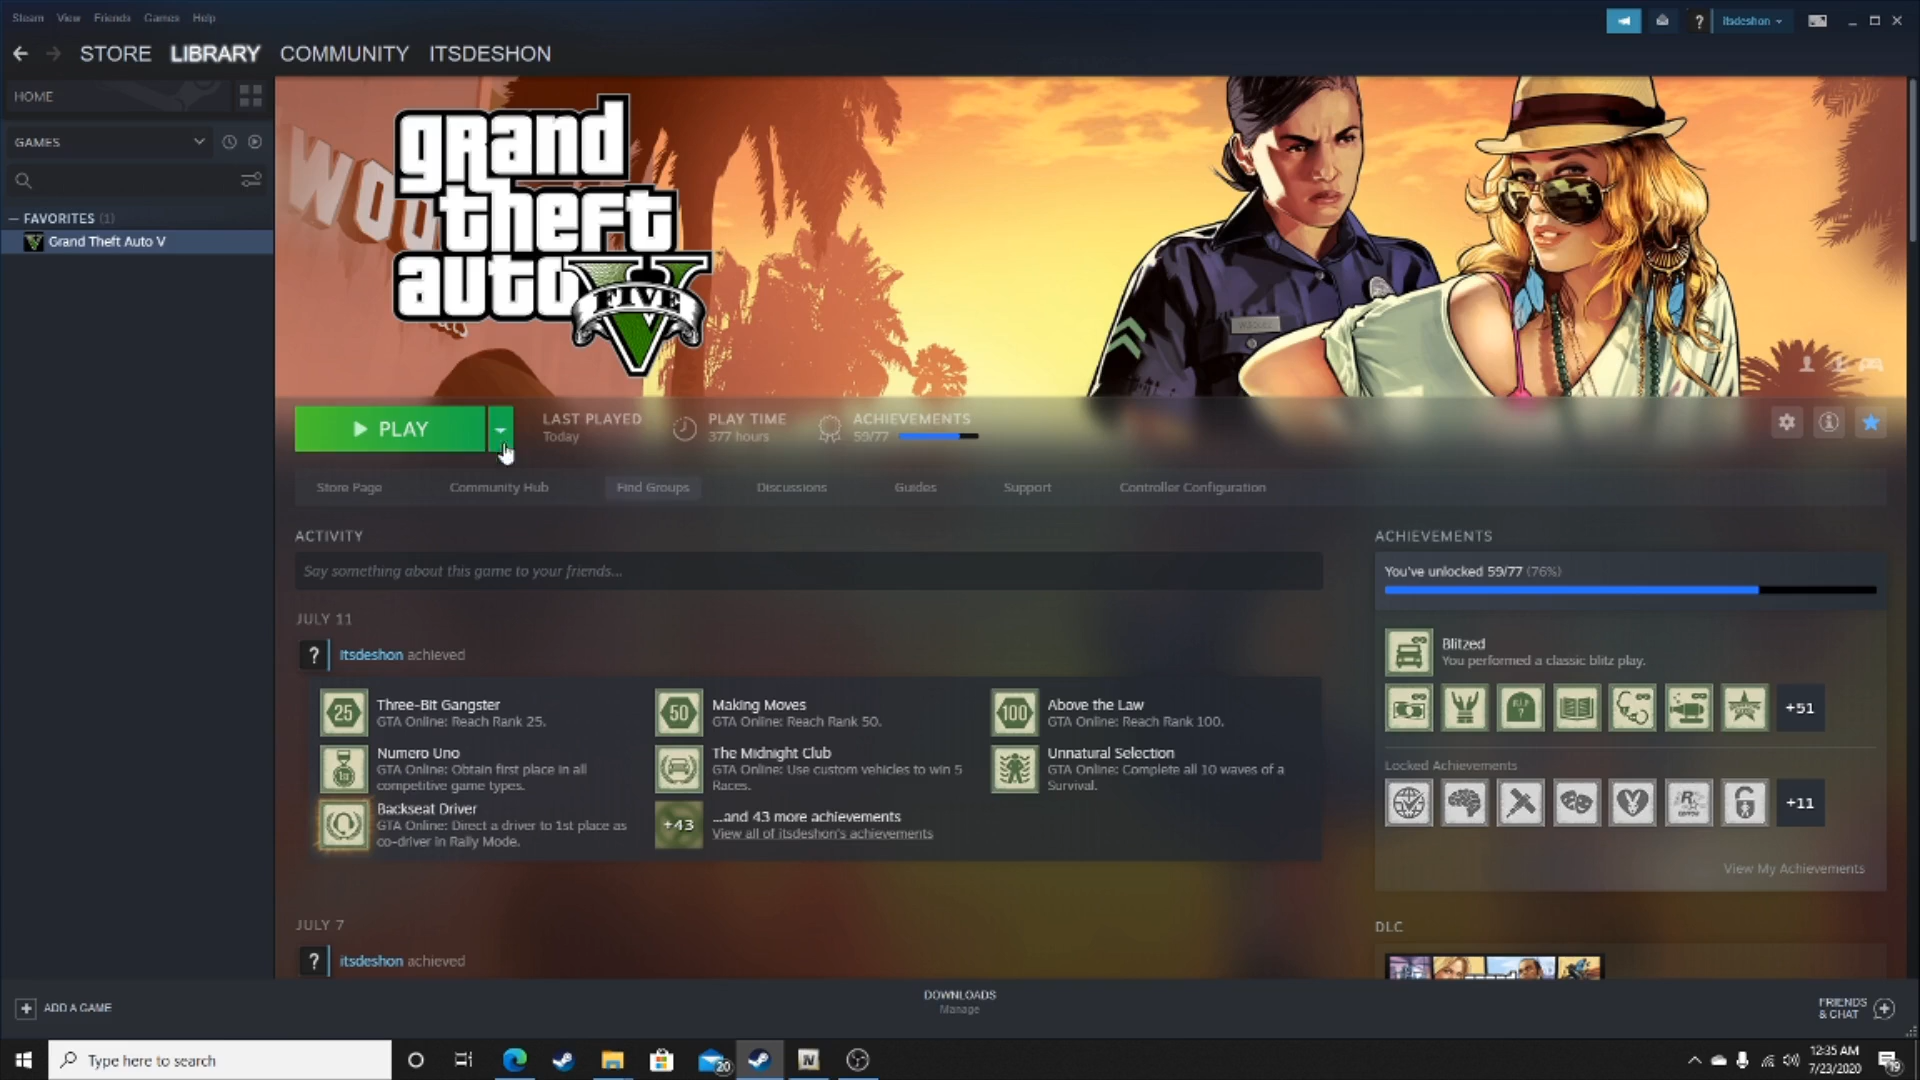 Steam View Friends Games Help
itsdeshon
STORE LIBRARY COMMUNITY ITSDESHON
HOME
GAMES
FAVORITES (1)
Grand Theft Auto V
grand
theft
auto V
FIVE
PLAY
LAST PLAYED
Today
PLAY TIME
377 hours
ACHIEVEMENTS
59/77
Store Page Community Hub Find Groups Discussions Guides Support Controller Configuration
ACTIVITY
Say something about this game to your friends...
JULY 11
? itsdeshon achieved
25
Three-Bit Gangster
GTA Online: Reach Rank 25.
50
Making Moves
GTA Online: Reach Rank 50.
100
Above the Law
GTA Online: Reach Rank 100.
Numero Uno
GTA Online: Obtain first place in all
competitive game types.
The Midnight Club
GTA Online: Use custom vehicles to win 5
Races.
Unnatural Selection
GTA Online: Complete all 10 waves of a
Survival.
Backseat Driver
GTA Online: Direct a driver to 1st place as
co-driver in Rally Mode.
+43
...and 43 more achievements
View all of itsdeshon's achievements
JULY 7
? itsdeshon achieved
ACHIEVEMENTS
You've unlocked 59/77 (76%)
Blitzed
You performed a classic blitz play.
+51
Locked Achievements
+11
View My Achievements
DLC
ADD A GAME
DOWNLOADS
Manage
FRIENDS
& CHAT
Type here to search
20
12:35 AM
7/23/2020
19